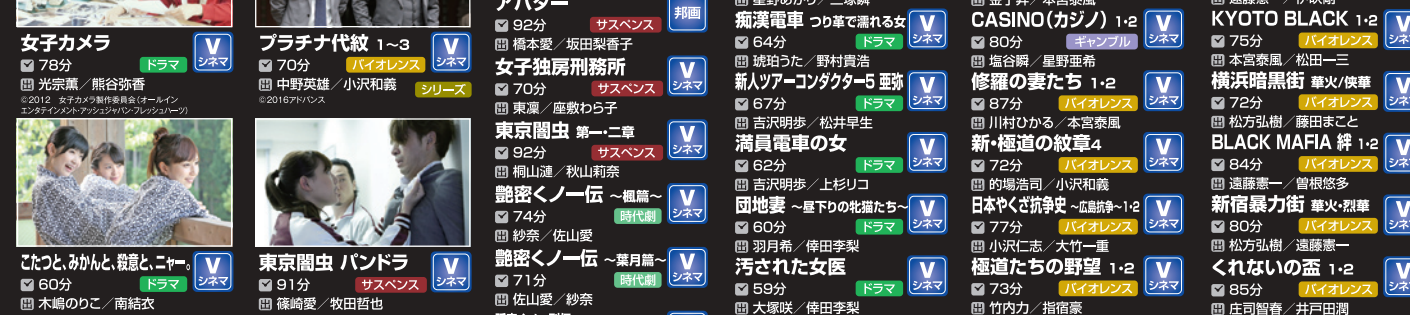 女子カメラ
Vシネマ
78分 ドラマ
出 光宗薫／熊谷弥香
©2012 女子カメラ製作委員会（オールイン
エンタテインメント・アッシュジャパン・フレッシュハーツ）
こたつと、みかんと、殺意と、ニャー。
Vシネマ
60分 ドラマ
出 木嶋のりこ／南結衣
プラチナ代紋 1〜3
Vシネマ
70分 バイオレンス
出 中野英雄／小沢和義
シリーズ
©2016アドバンス
東京闇虫 パンドラ
Vシネマ
91分 サスペンス
出 篠崎愛／牧田哲也
アバター
邦画
92分 サスペンス
出 橋本愛／坂田梨香子
女子独房刑務所
Vシネマ
70分 サスペンス
出 東凛／座敷わら子
東京闇虫 第一・二章
Vシネマ
92分 サスペンス
出 桐山漣／秋山莉奈
艶密くノ一伝 〜楓篇〜
Vシネマ
74分 時代劇
出 紗奈／佐山愛
艶密くノ一伝 〜葉月篇〜
Vシネマ
71分 時代劇
出 佐山愛／紗奈
痴漢電車 つり革で濡れる女
Vシネマ
64分 ドラマ
出 琥珀うた／野村貴浩
新人ツアーコンダクター5 亜弥
Vシネマ
67分 ドラマ
出 吉沢明歩／松井早生
満員電車の女
Vシネマ
62分 ドラマ
出 吉沢明歩／上杉リコ
団地妻 〜昼下りの牝猫たち〜
Vシネマ
60分 ドラマ
出 羽月希／倖田李梨
汚された女医
Vシネマ
59分 ドラマ
出 大塚咲／倖田李梨
CASINO（カジノ） 1・2
Vシネマ
80分 ギャンブル
出 塩谷瞬／星野亜希
修羅の妻たち 1・2
Vシネマ
87分 バイオレンス
出 川村ひかる／本宮泰風
新・極道の紋章4
Vシネマ
72分 バイオレンス
出 的場浩司／小沢和義
日本やくざ抗争史 〜広島抗争〜1・2
Vシネマ
77分 バイオレンス
出 小沢仁志／大竹一重
極道たちの野望 1・2
Vシネマ
73分 バイオレンス
出 竹内力／指宿豪
KYOTO BLACK 1・2
75分 バイオレンス
出 本宮泰風／松田一三
横浜暗黒街 華火/侠華
72分 バイオレンス
出 松方弘樹／藤田まこと
BLACK MAFIA 絆 1・2
84分 バイオレンス
出 遠藤憲一／曽根悠多
新宿暴力街 華火・烈華
80分 バイオレンス
出 松方弘樹／遠藤憲一
くれないの盃 1・2
85分 バイオレンス
出 庄司智春／井戸田潤